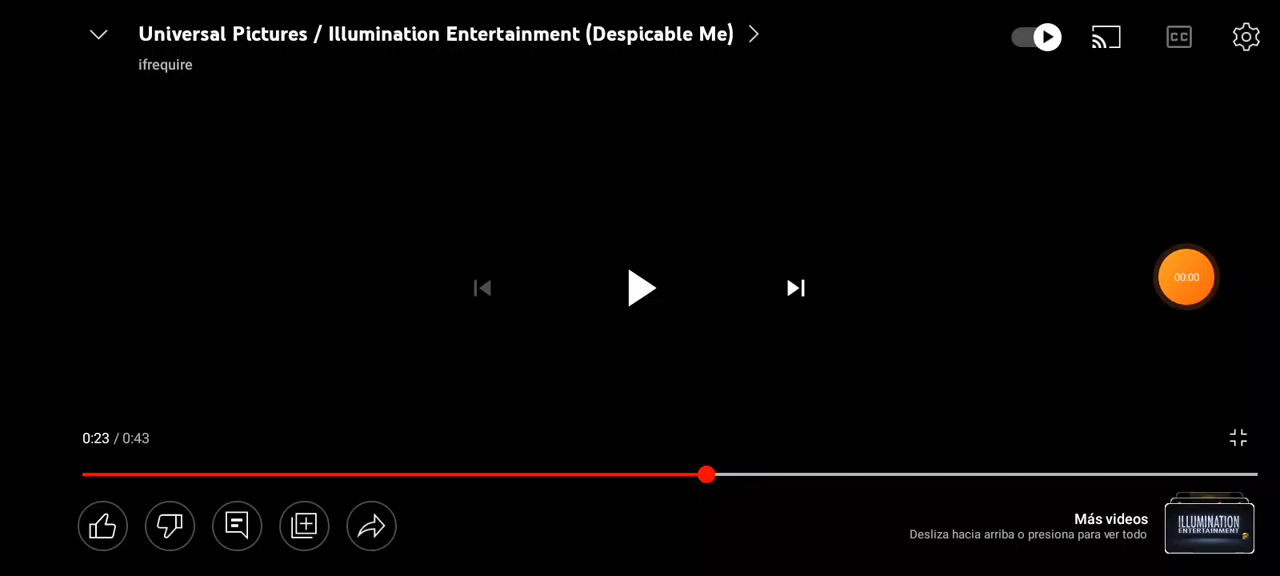 Universal Pictures / Illumination Entertainment (Despicable Me)
ifrequire
CC
00:00
0:23 / 0:43
Más videos
Desliza hacia arriba o presiona para ver todo
ILLUMINATION
ENTERTAINMENT